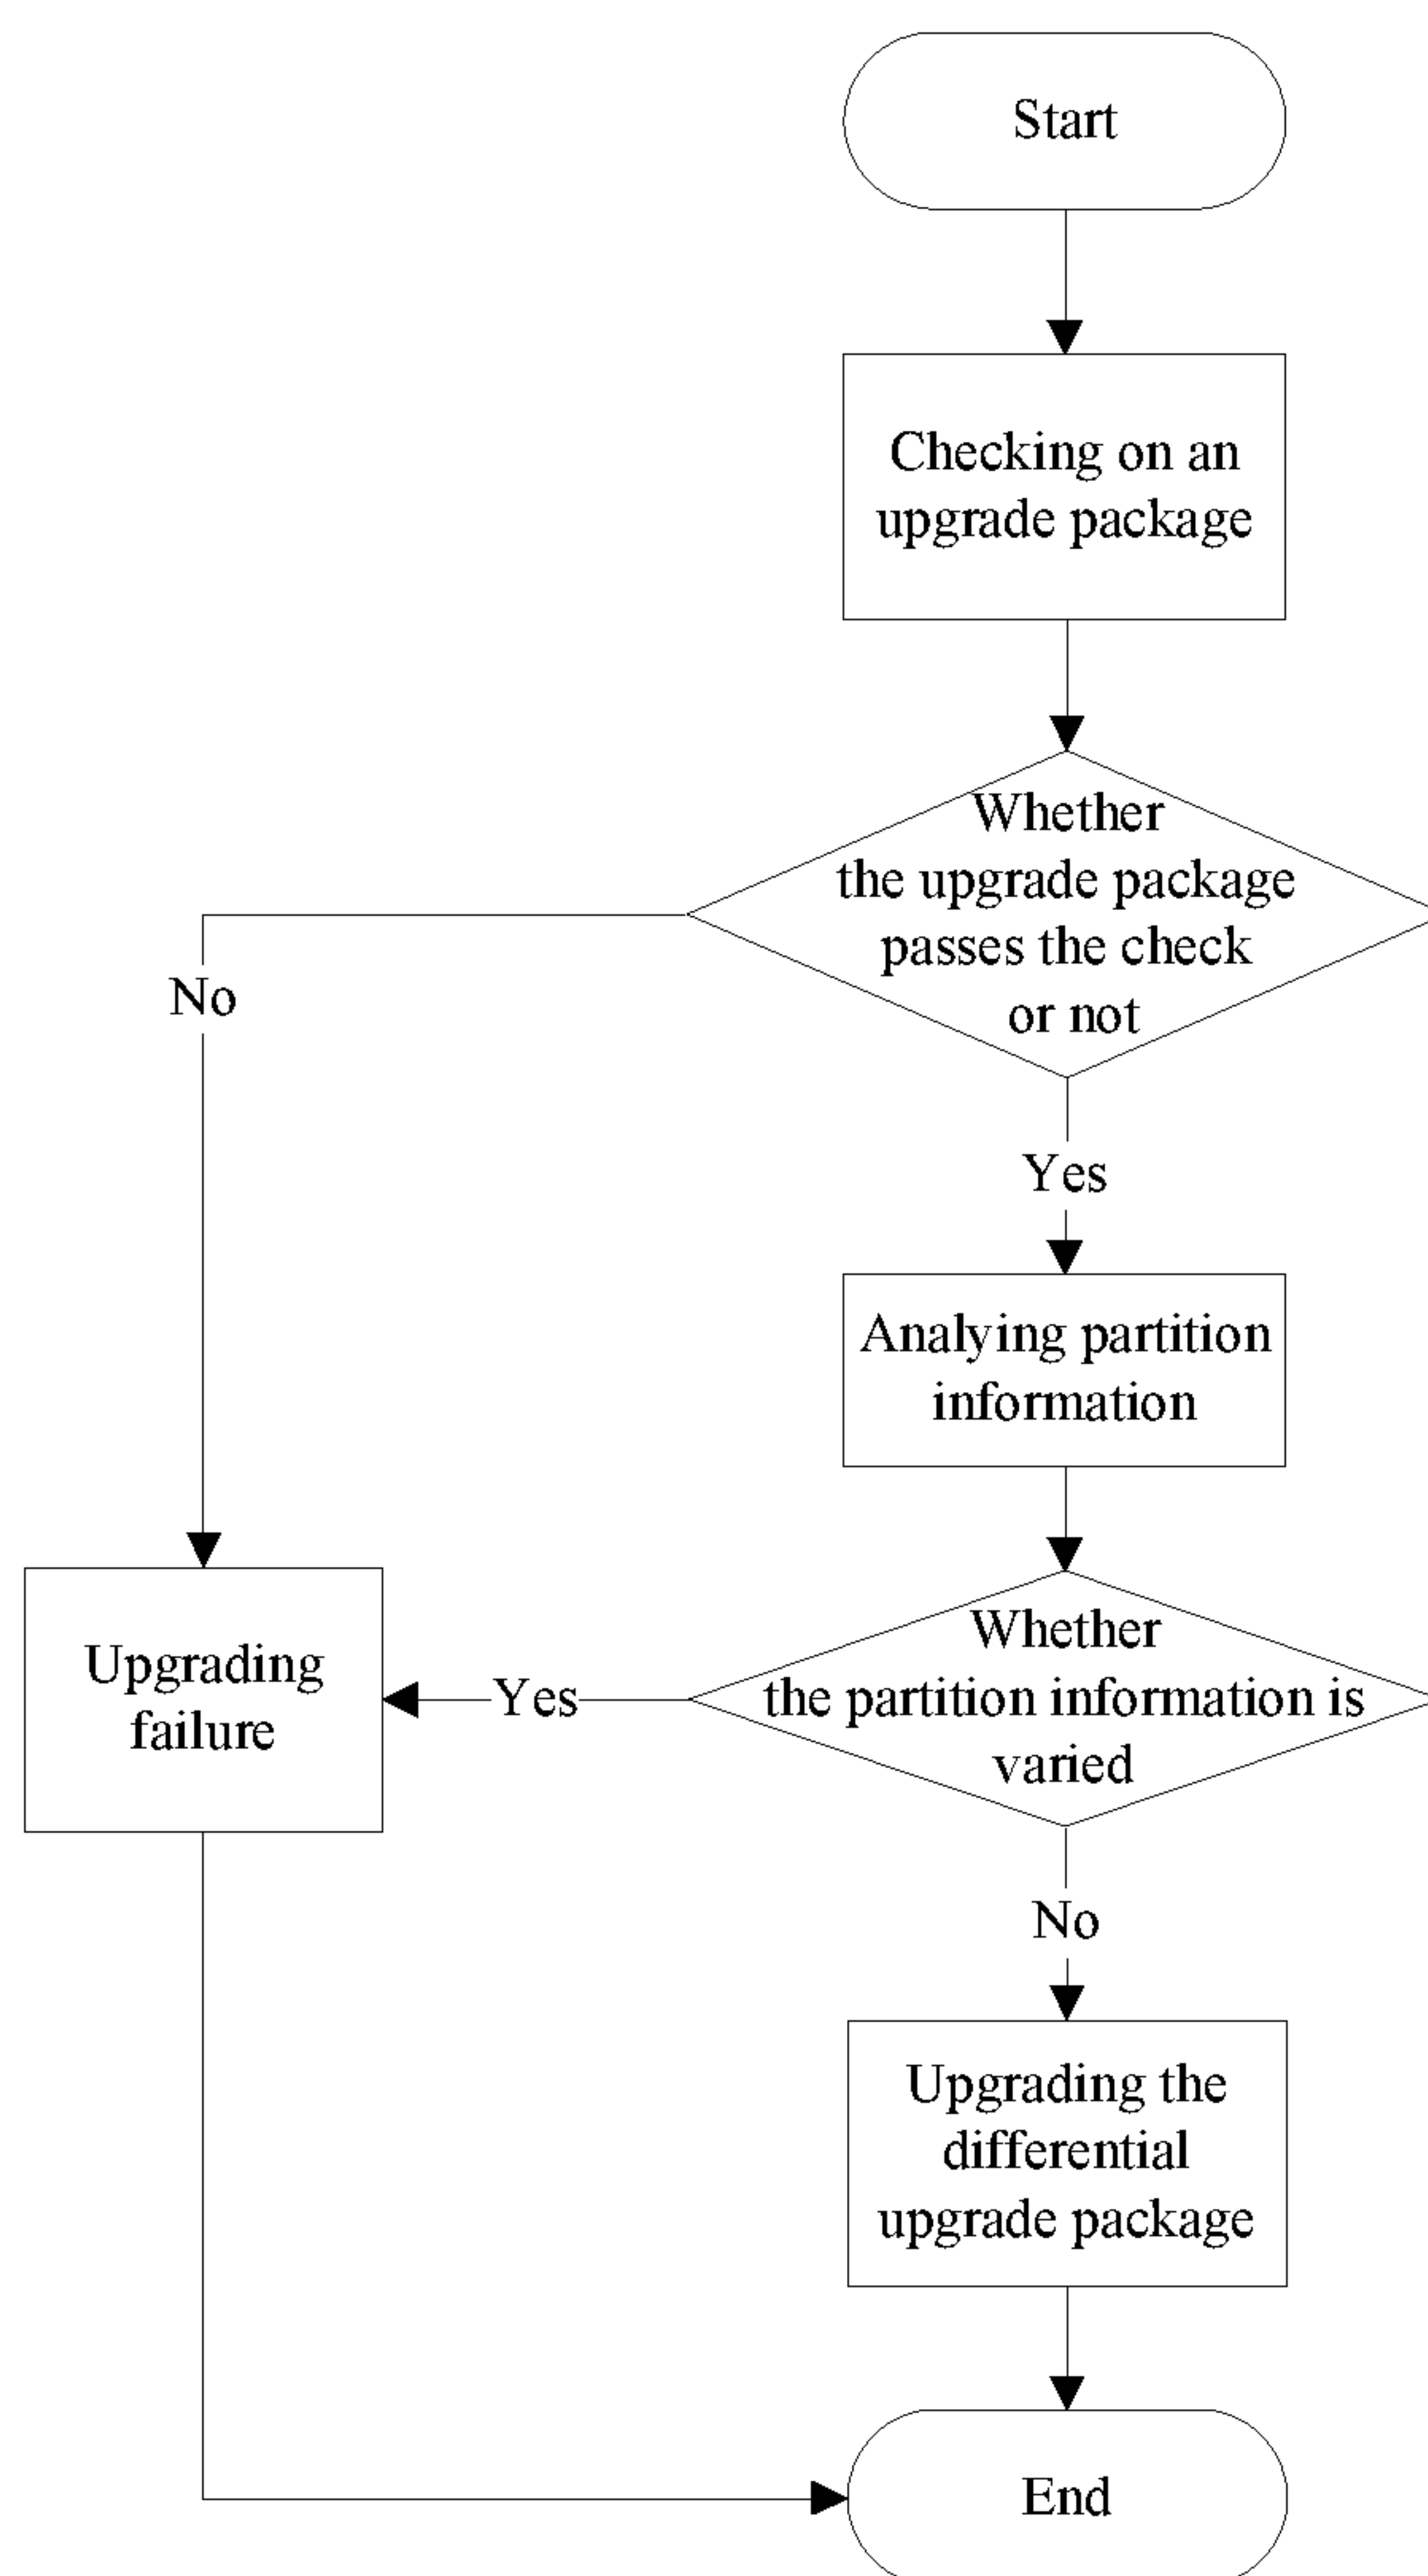 Start
Checking on an
upgrade package
Whether
the upgrade package
passes the check
or not
No
Yes
Analying partition
information
Whether
the partition information is
varied
Yes
Upgrading
failure
No
Upgrading the
differential
upgrade package
End